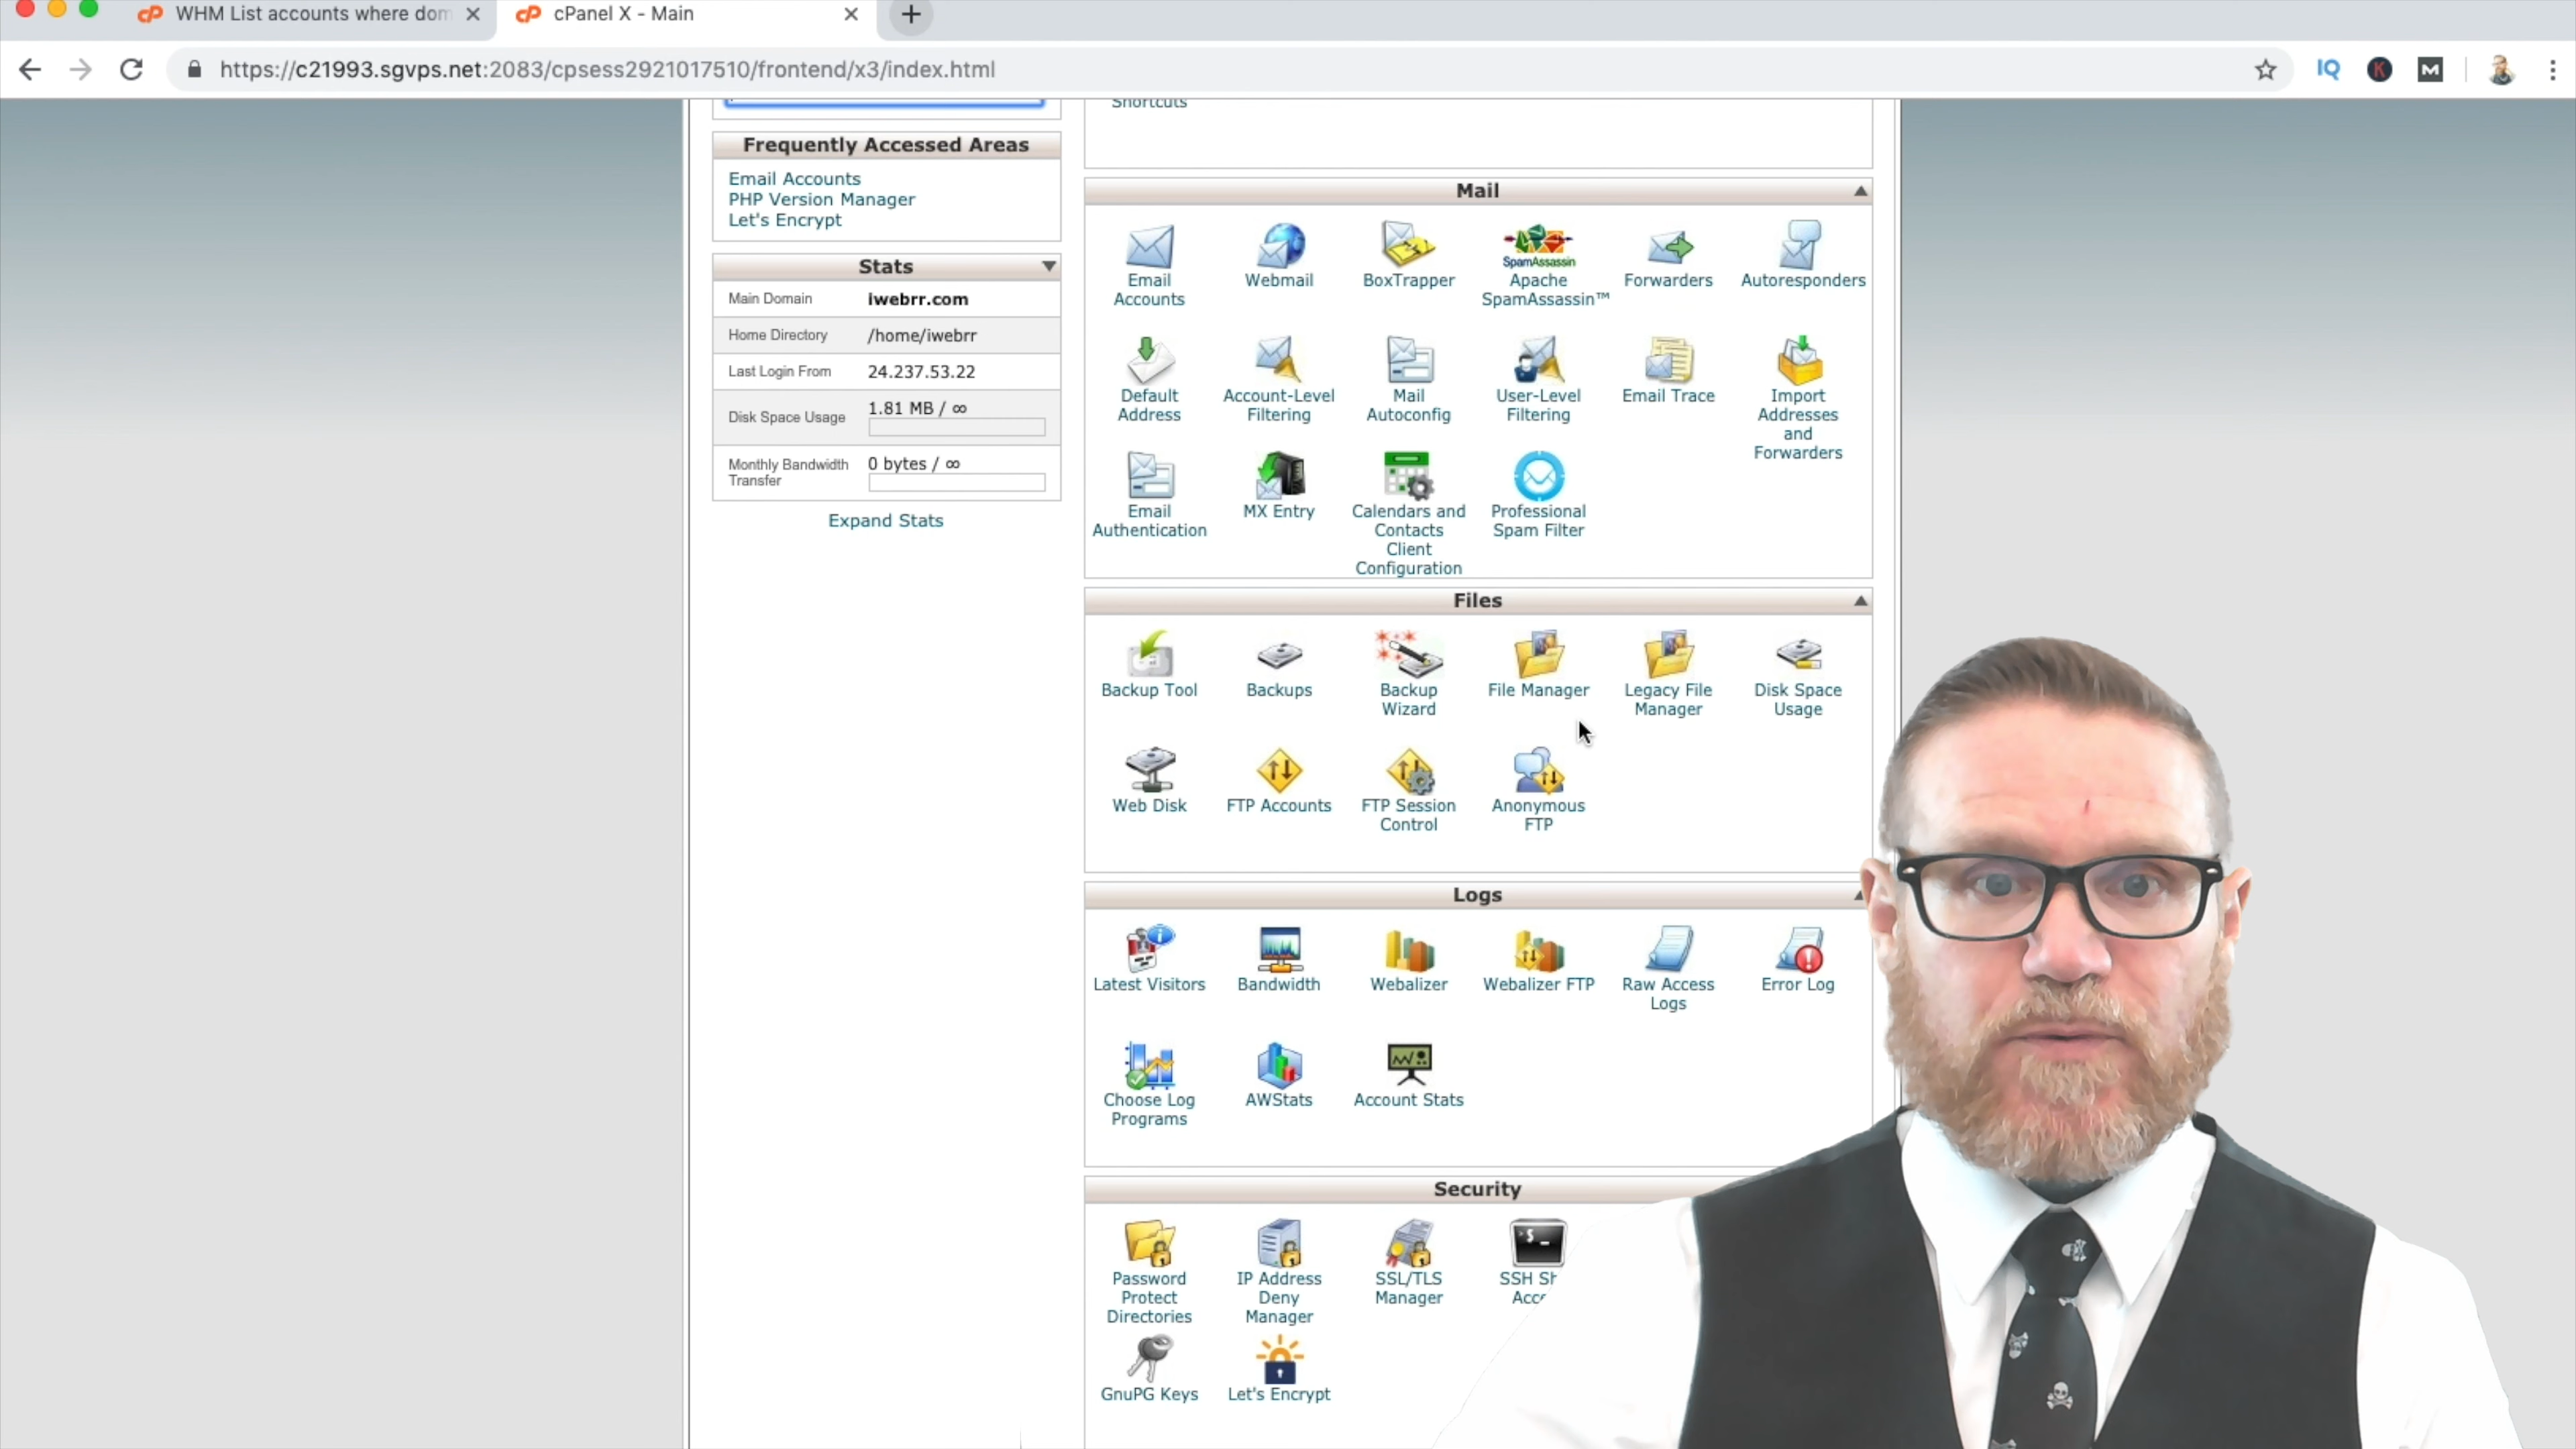 WHM List accounts where dom
cPanel X - Main
https://c21993.sgvps.net:2083/cpsess2921017510/frontend/x3/index.html
IQ
K
M
Shortcuts
Frequently Accessed Areas
Email Accounts
PHP Version Manager
Let's Encrypt
Stats
Main Domain iwebrr.com
Home Directory /home/iwebrr
Last Login From 24.237.53.22
Disk Space Usage 1.81 MB / ∞
Monthly Bandwidth Transfer 0 bytes / ∞
Expand Stats
Mail
Email Accounts
Webmail
BoxTrapper
SpamAssassin
Apache SpamAssassin™
Forwarders
Autoresponders
Default Address
Account-Level Filtering
Mail Autoconfig
User-Level Filtering
Email Trace
Import Addresses and Forwarders
Email Authentication
MX Entry
Calendars and Contacts Client Configuration
Professional Spam Filter
Files
Backup Tool
Backups
Backup Wizard
File Manager
Legacy File Manager
Disk Space Usage
Web Disk
FTP Accounts
FTP Session Control
Anonymous FTP
Logs
Latest Visitors
Bandwidth
Webalizer
Webalizer FTP
Raw Access Logs
Error Log
Choose Log Programs
AWStats
Account Stats
Security
Password Protect Directories
IP Address Deny Manager
SSL/TLS Manager
SSH
GnuPG Keys
Let's Encrypt